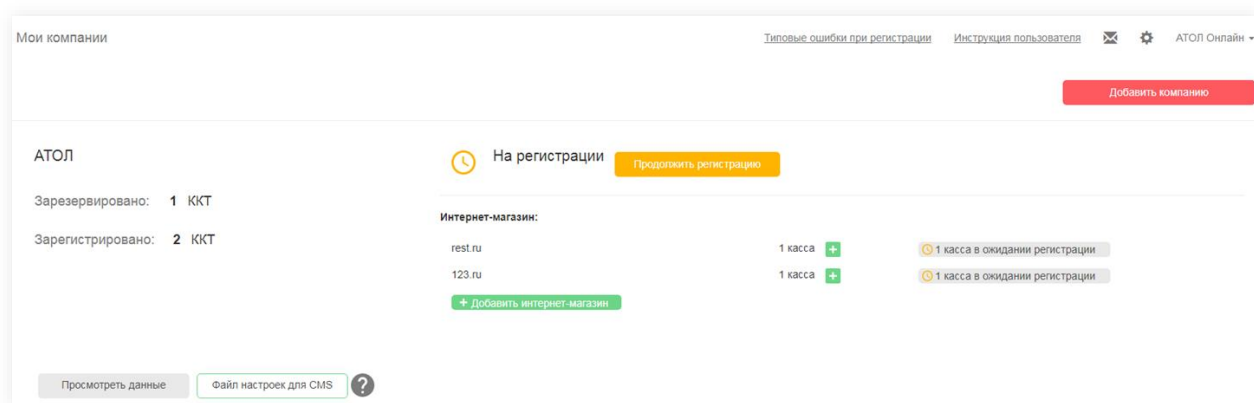 Мои компании
Типовые ошибки при регистрации
Инструкция пользователя
АТОЛ Онлайн
Добавить компанию
АТОЛ
На регистрации
Продолжить регистрацию
Зарезервировано: 1 ККТ
Зарегистрировано: 2 ККТ
Интернет-магазин:
rest.ru 1 касса + 1 касса в ожидании регистрации
123.ru 1 касса + 1 касса в ожидании регистрации
+ Добавить интернет-магазин
Просмотреть данные
Файл настроек для CMS
?